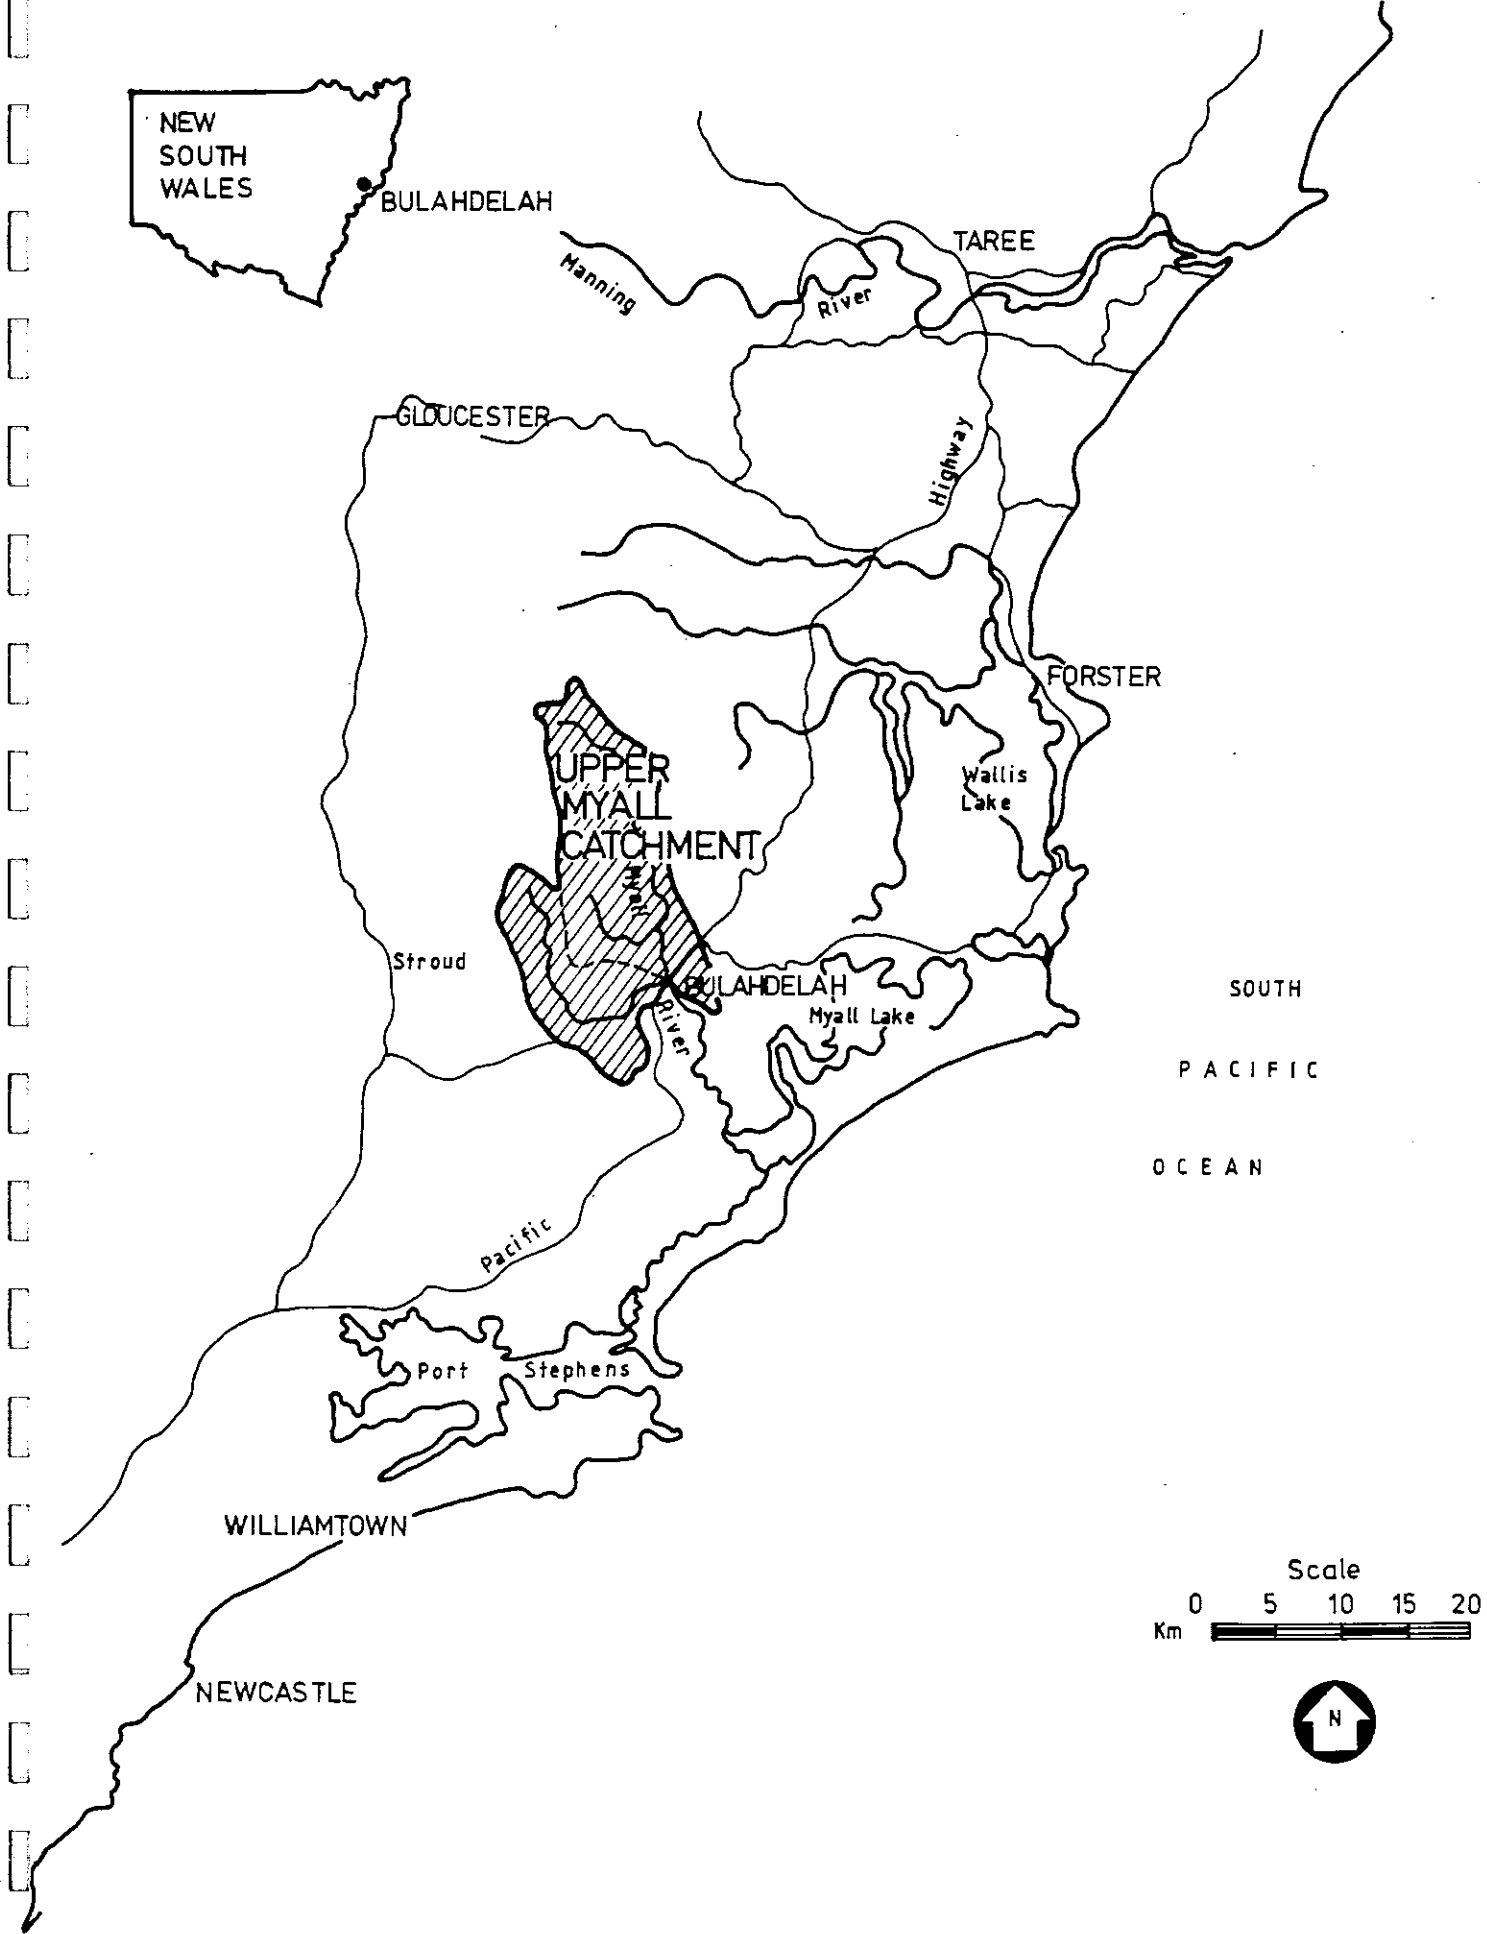 NEW
SOUTH
WALES
BULAHDELAH
TAREE
Manning
River
GLOUCESTER
Highway
FORSTER
UPPER
MYALL
CATCHMENT
Wallis
Lake
Myall
Stroud
BULAHDELAH
Myall Lake
River
SOUTH
PACIFIC
OCEAN
Pacific
Port Stephens
WILLIAMTOWN
Scale
0 5 10 15 20
Km
NEWCASTLE
N